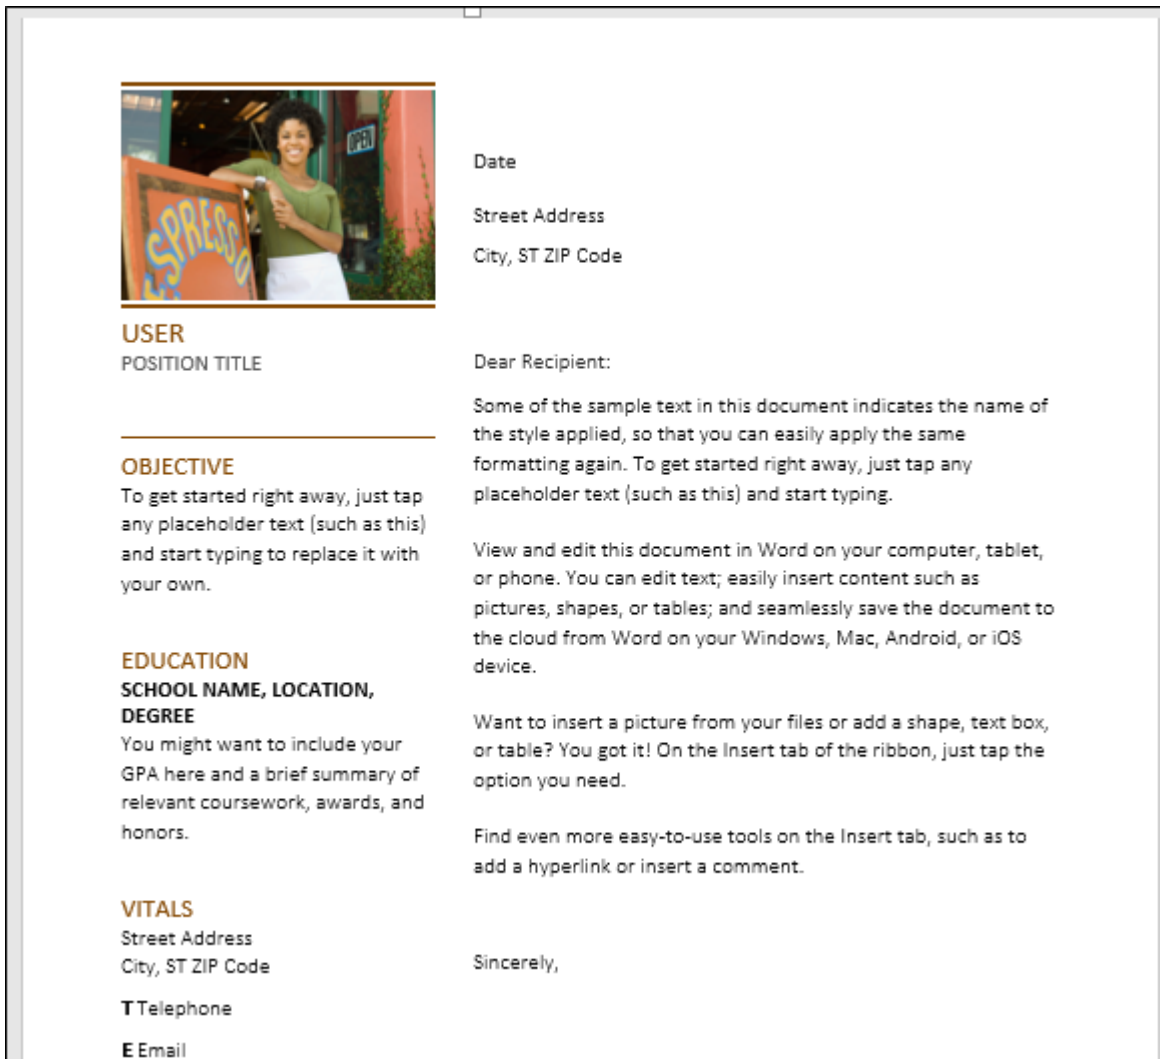 OPEN
ESPRESSO
USER
POSITION TITLE
OBJECTIVE
To get started right away, just tap
any placeholder text (such as this)
and start typing to replace it with
your own.
EDUCATION
SCHOOL NAME, LOCATION,
DEGREE
You might want to include your
GPA here and a brief summary of
relevant coursework, awards, and
honors.
VITALS
Street Address
City, ST ZIP Code
T Telephone
E Email
Date
Street Address
City, ST ZIP Code
Dear Recipient:
Some of the sample text in this document indicates the name of
the style applied, so that you can easily apply the same
formatting again. To get started right away, just tap any
placeholder text (such as this) and start typing.
View and edit this document in Word on your computer, tablet,
or phone. You can edit text; easily insert content such as
pictures, shapes, or tables; and seamlessly save the document to
the cloud from Word on your Windows, Mac, Android, or iOS
device.
Want to insert a picture from your files or add a shape, text box,
or table? You got it! On the Insert tab of the ribbon, just tap the
option you need.
Find even more easy-to-use tools on the Insert tab, such as to
add a hyperlink or insert a comment.
Sincerely,